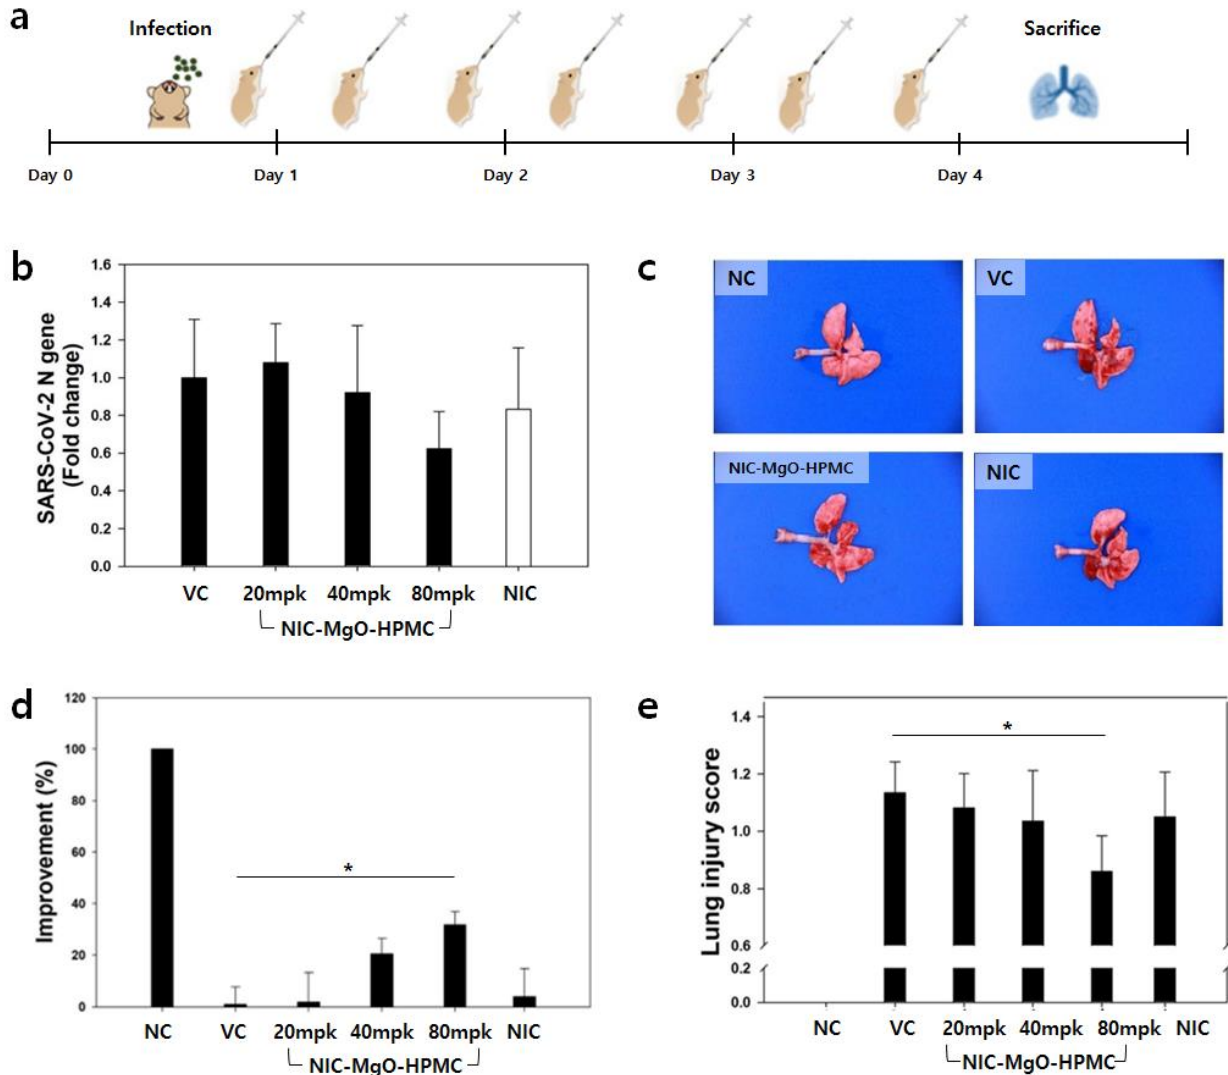 a
Infection
Sacrifice
Day 0
Day 1
Day 2
Day 3
Day 4
b
SARS-CoV-2 N gene
(Fold change)
1.6
1.4
1.2
1.0
0.8
0.6
0.4
0.2
0.0
VC 20mpk 40mpk 80mpk NIC
NIC-MgO-HPMC
c
NC
VC
NIC-MgO-HPMC
NIC
d
Improvement (%)
120
100
80
60
40
20
0
*
NC VC 20mpk 40mpk 80mpk NIC
NIC-MgO-HPMC
e
Lung injury score
1.4
1.2
1.0
0.8
0.6
0.2
0.0
*
NC VC 20mpk 40mpk 80mpk NIC
NIC-MgO-HPMC